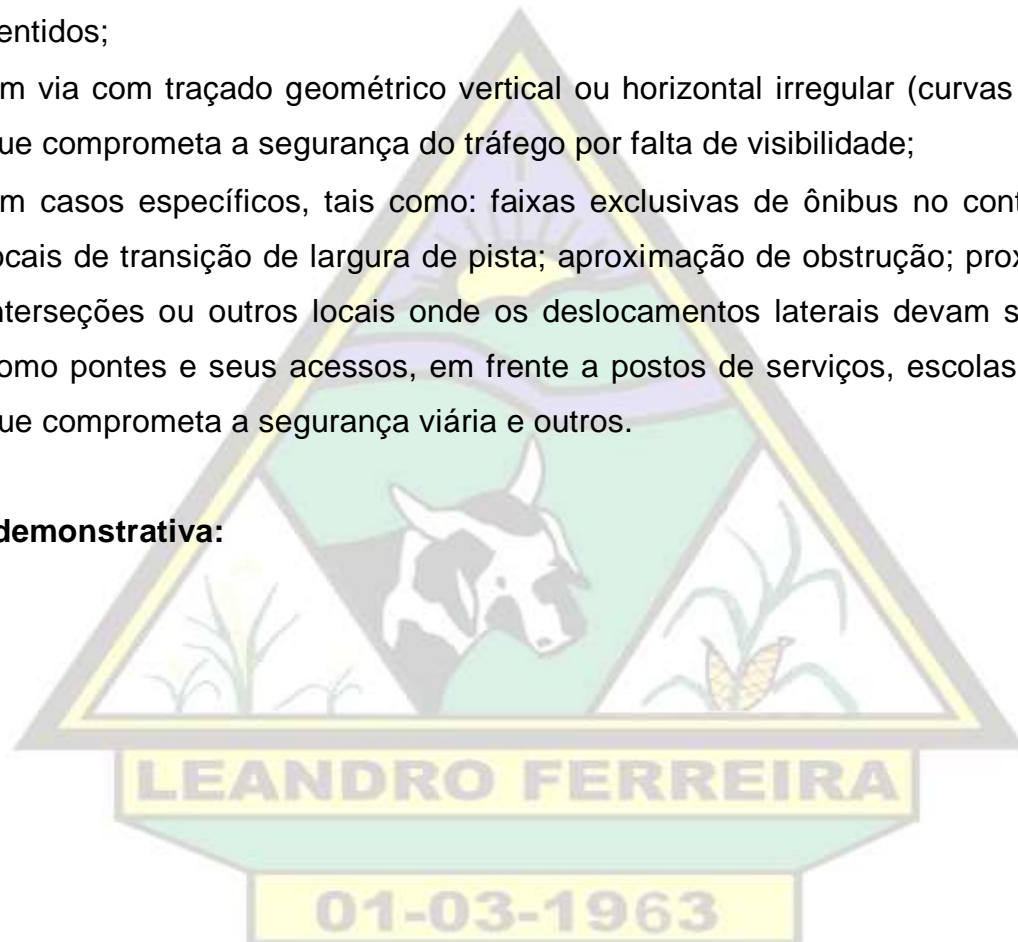 entidos;
m via com traçado geométrico vertical ou horizontal irregular (curvas
ue comprometa a segurança do tráfego por falta de visibilidade;
m casos específicos, tais como: faixas exclusivas de ônibus no cont
ocais de transição de largura de pista; aproximação de obstrução; prox
nterseções ou outros locais onde os deslocamentos laterais devam s
omo pontes e seus acessos, em frente a postos de serviços, escolas
ue comprometa a segurança viária e outros.
demonstrativa:
LEANDRO FERREIRA
01-03-1963